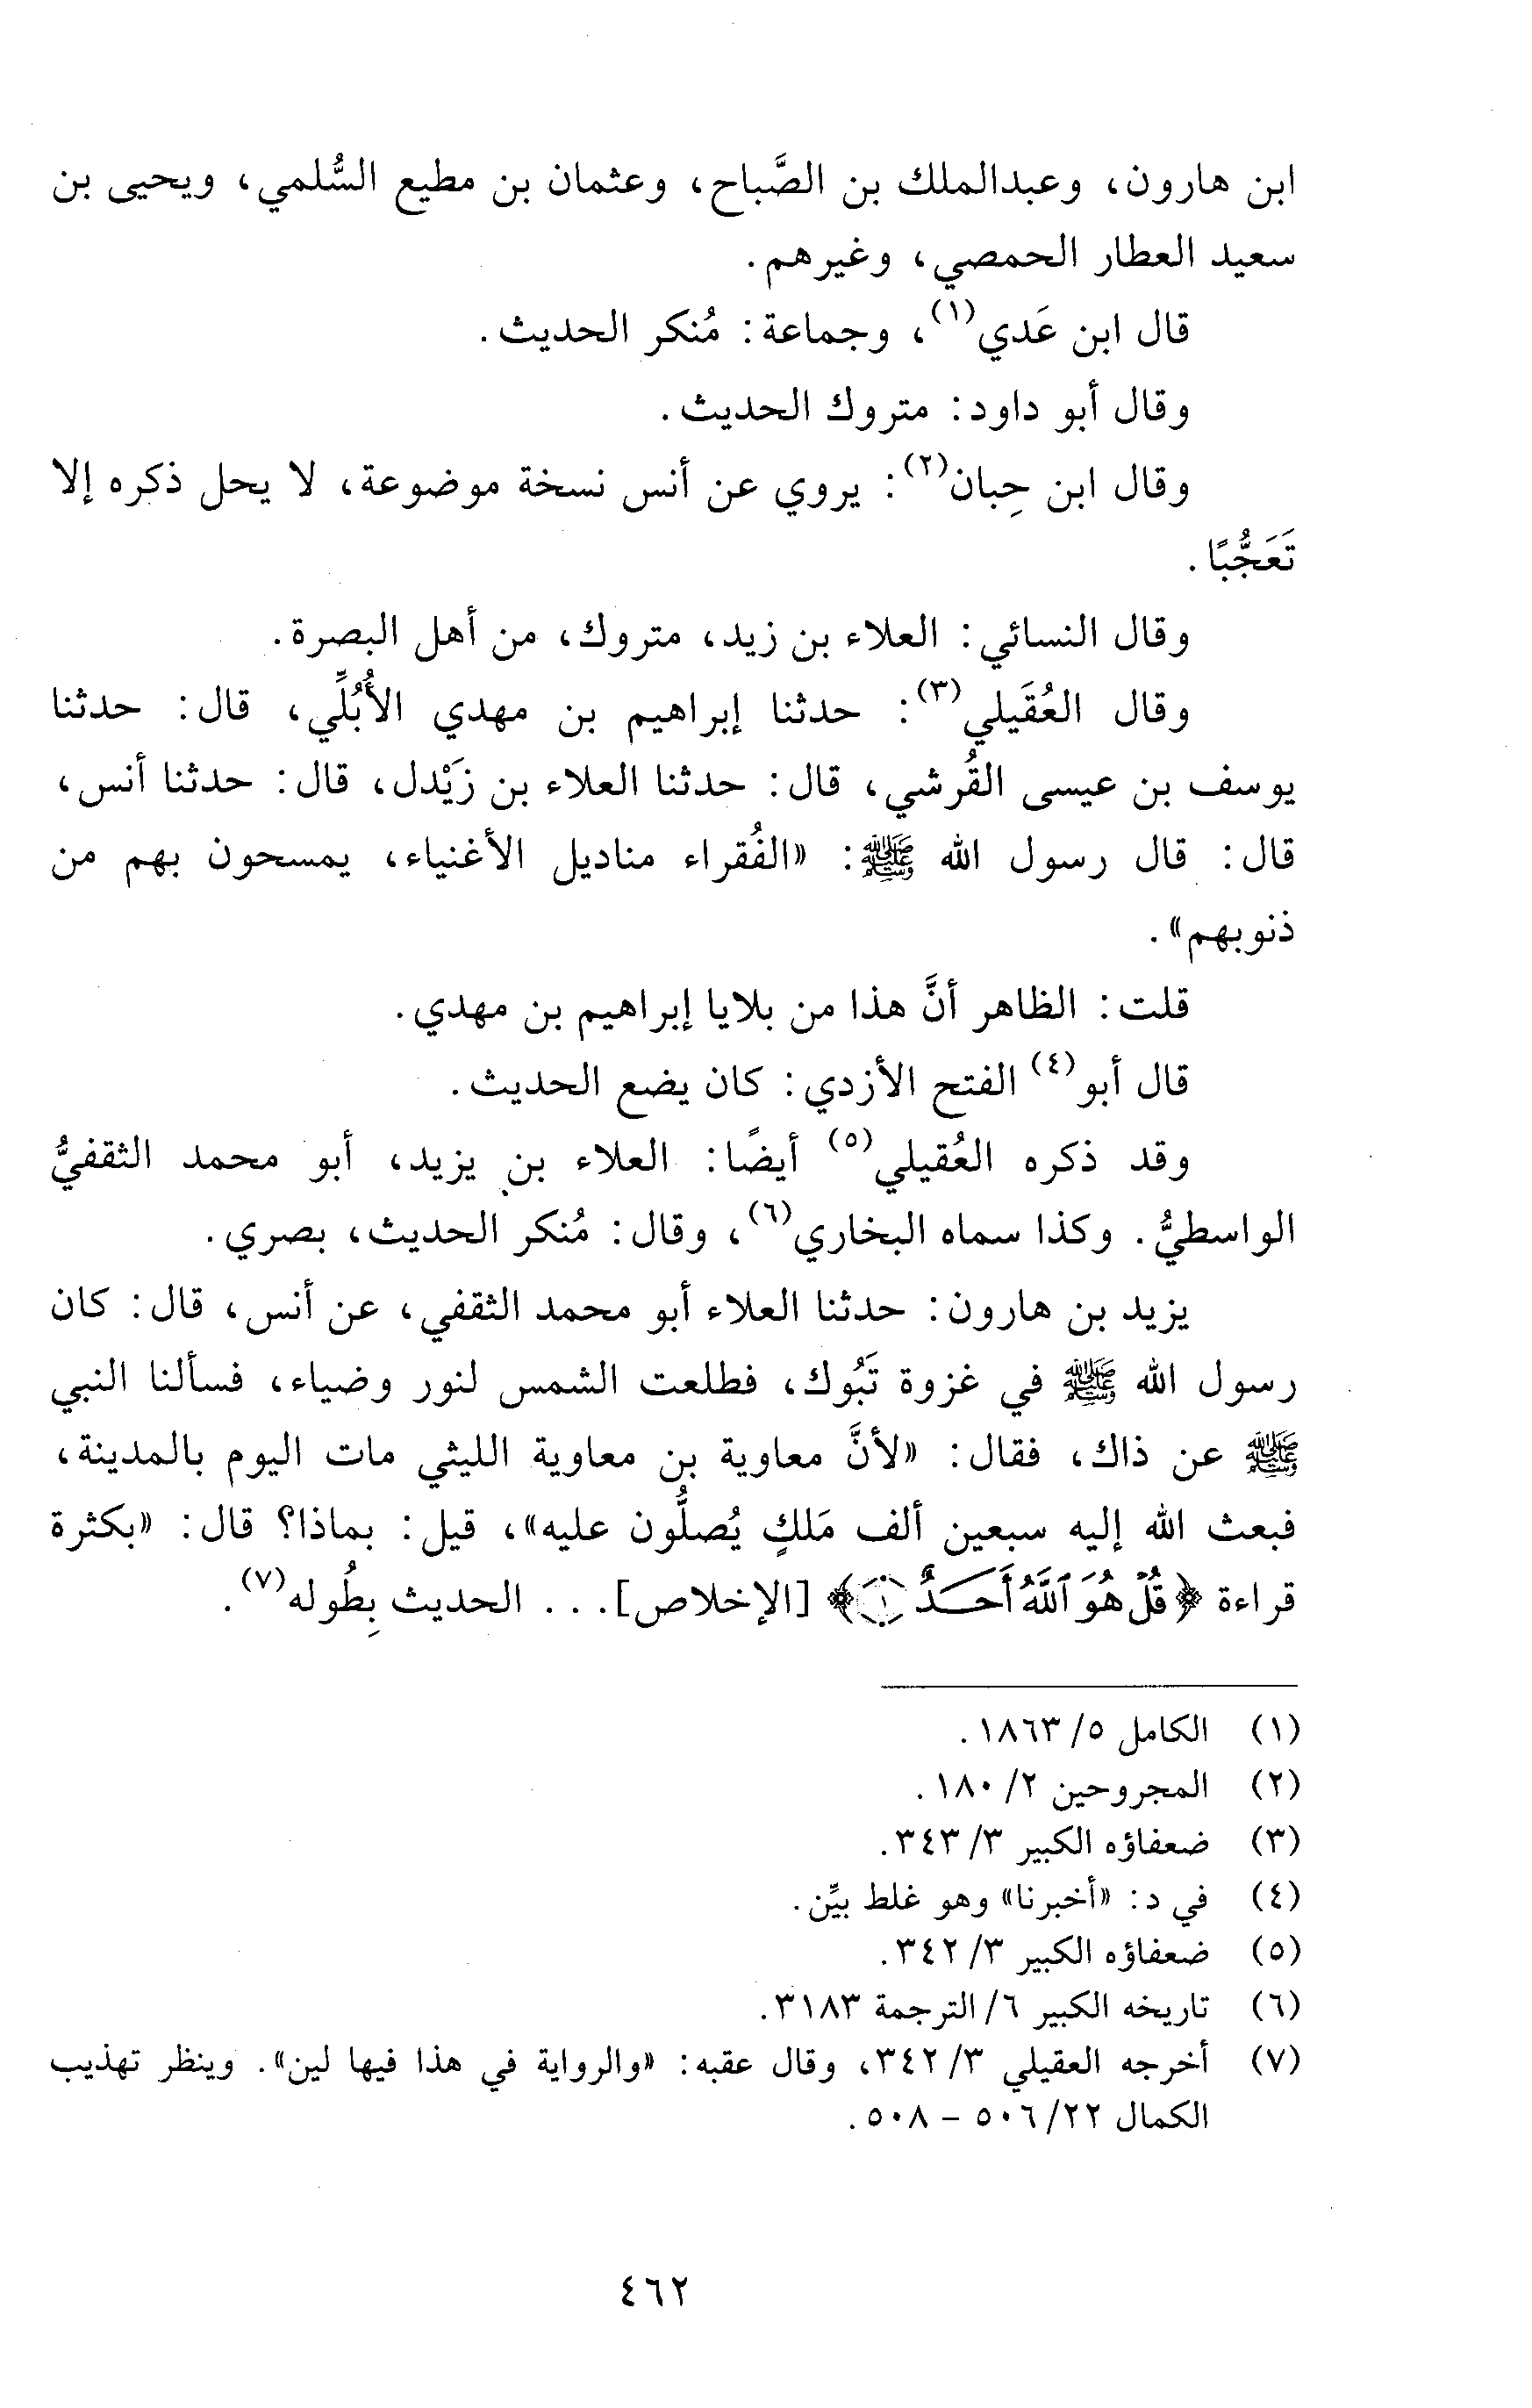 ابن هارون، وعبدالملك بن الصَّباح، وعثمان بن مطيع السُّلمي، ويحيى بن
سعيد العطار الحمصي، وغيرهم.
قال ابن عَدي(١)، وجماعة: مُنكر الحديث.
وقال أبو داود: متروك الحديث.
وقال ابن حِبان(٢): يروي عن أنس نسخة موضوعة، لا يحل ذكره إلا
تَعَجُّبًا.
وقال النسائي: العلاء بن زيد، متروك، من أهل البصرة.
وقال العُقَيلي(٣): حدثنا إبراهيم بن مهدي الأُبُلِّي، قال: حدثنا
يوسف بن عيسى القُرشي، قال: حدثنا العلاء بن زَيْدل، قال: حدثنا أنس،
قال: قال رسول الله ﷺ: «الفُقراء مناديل الأغنياء، يمسحون بهم من
ذنوبهم».
قلت: الظاهر أنَّ هذا من بلايا إبراهيم بن مهدي.
قال أبو(٤) الفتح الأزدي: كان يضع الحديث.
وقد ذكره العُقيلي(٥) أيضًا: العلاء بن يزيد، أبو محمد الثقفيُّ
الواسطيُّ. وكذا سماه البخاري(٦)، وقال: مُنكر الحديث، بصري.
يزيد بن هارون: حدثنا العلاء أبو محمد الثقفي، عن أنس، قال: كان
رسول الله ﷺ في غزوة تَبُوك، فطلعت الشمس لنور وضياء، فسألنا النبي
ﷺ عن ذاك، فقال: «لأنَّ معاوية بن معاوية الليثي مات اليوم بالمدينة،
فبعث الله إليه سبعين ألف مَلكٍ يُصلُّون عليه»، قيل: بماذا؟ قال: «بكثرة
قراءة ﴿قُلْ هُوَ ٱللَّهُ أَحَدٌ ١﴾ [الإخلاص]... الحديث بِطُوله(٧).
(١) الكامل ٥/ ١٨٦٣.
(٢) المجروحين ٢/ ١٨٠.
(٣) ضعفاؤه الكبير ٣/ ٣٤٣.
(٤) في د: «أخبرنا» وهو غلط بيِّن.
(٥) ضعفاؤه الكبير ٣/ ٣٤٢.
(٦) تاريخه الكبير ٦/ الترجمة ٣١٨٣.
(٧) أخرجه العقيلي ٣/ ٣٤٢، وقال عقبه: «والرواية في هذا فيها لين». وينظر تهذيب
الكمال ٢٢/ ٥٠٦ - ٥٠٨.
٤٦٢